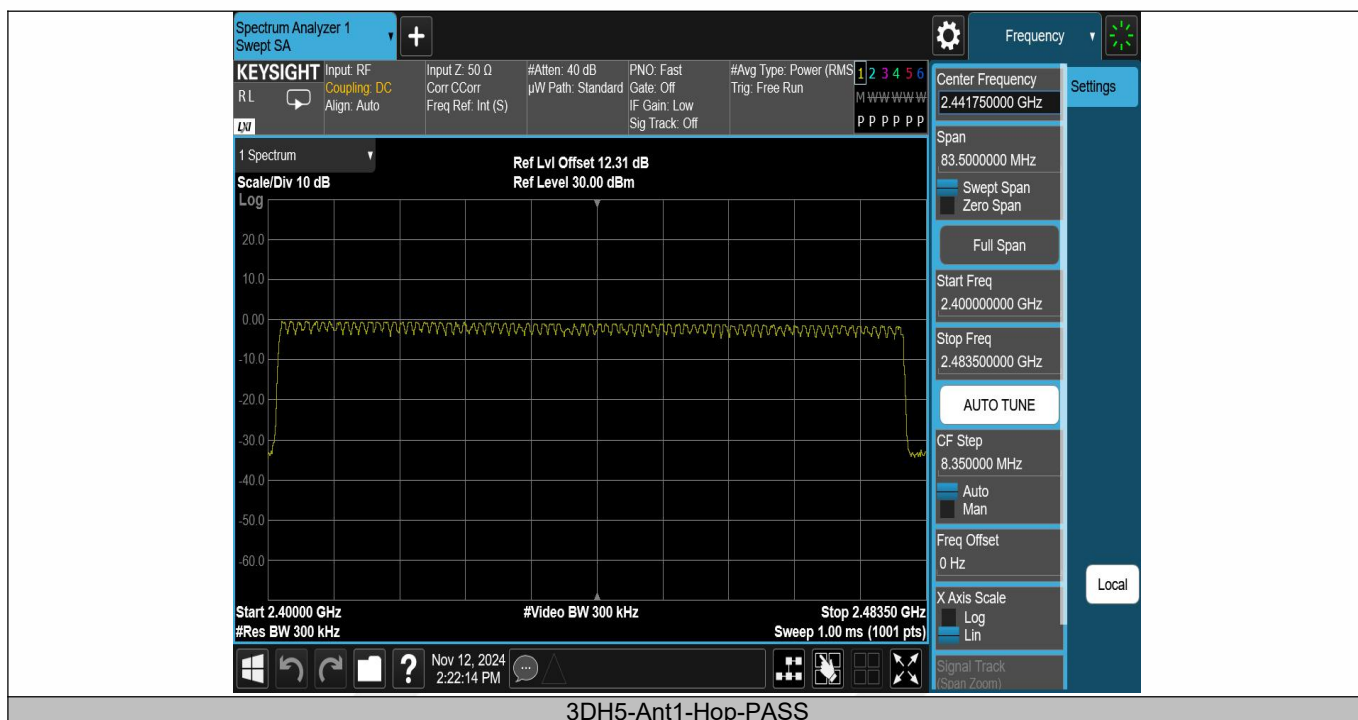 Spectrum Analyzer 1
Swept SA
+
Frequency
KEYSIGHT
R L
LXI
Input: RF
Coupling: DC
Align: Auto
Input Z: 50 Ω
Corr CCorr
Freq Ref: Int (S)
#Atten: 40 dB
µW Path: Standard
PNO: Fast
Gate: Off
IF Gain: Low
Sig Track: Off
#Avg Type: Power (RMS
Trig: Free Run
1 2 3 4 5 6
M W W W W W
P P P P P P
1 Spectrum
Scale/Div 10 dB
Log
Ref Lvl Offset 12.31 dB
Ref Level 30.00 dBm
20.0
10.0
0.00
-10.0
-20.0
-30.0
-40.0
-50.0
-60.0
Start 2.40000 GHz
#Res BW 300 kHz
#Video BW 300 kHz
Stop 2.48350 GHz
Sweep 1.00 ms (1001 pts)
Center Frequency
2.441750000 GHz
Settings
Span
83.5000000 MHz
Swept Span
Zero Span
Full Span
Start Freq
2.400000000 GHz
Stop Freq
2.483500000 GHz
AUTO TUNE
CF Step
8.350000 MHz
Auto
Man
Freq Offset
0 Hz
X Axis Scale
Log
Lin
Signal Track
(Span Zoom)
Local
?
Nov 12, 2024
2:22:14 PM
3DH5-Ant1-Hop-PASS